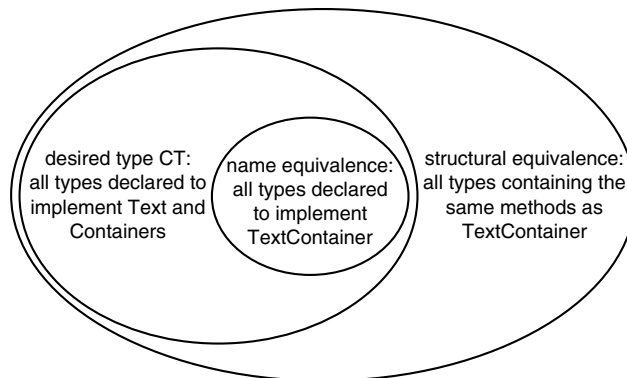 desired type CT:
all types declared to
implement Text and
Containers
name equivalence:
all types declared
to implement
TextContainer
structural equivalence:
all types containing the
same methods as
TextContainer